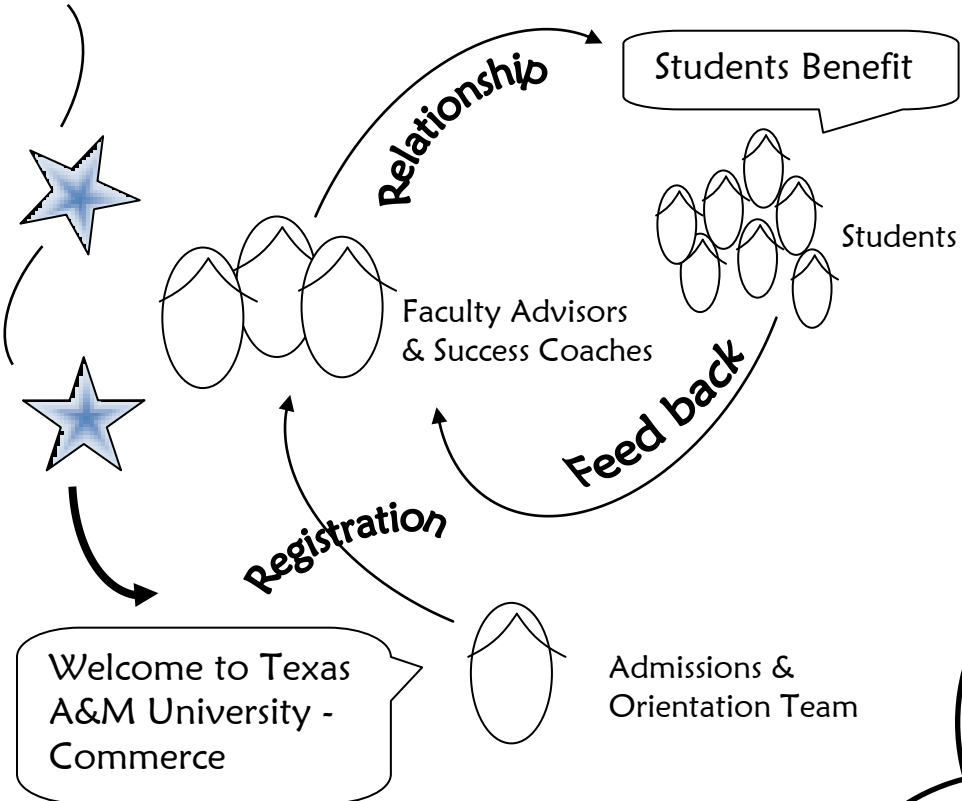 Relationship
Students Benefit
Students
Faculty Advisors
& Success Coaches
Feed back
Registration
Welcome to Texas
A&M University -
Commerce
Admissions &
Orientation Team